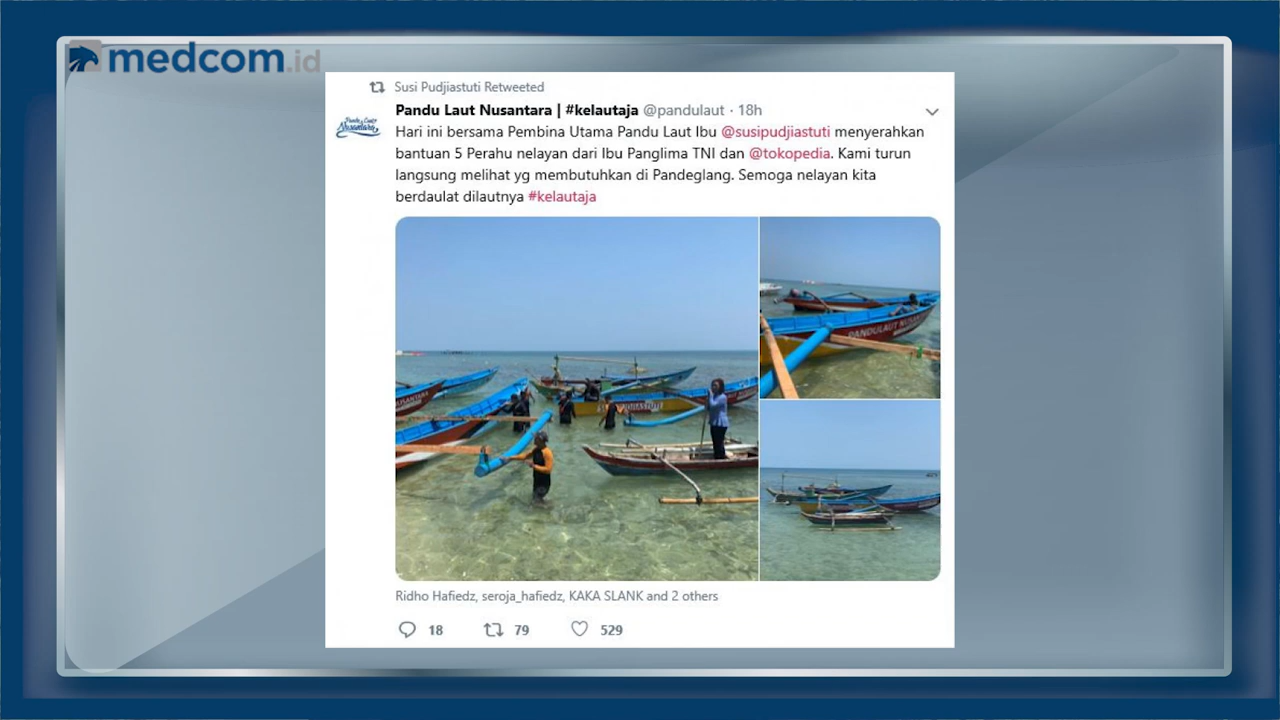 medcom.id
Susi Pudjiastuti Retweeted
Pandu Laut Nusantara | #kelautaja @pandulaut · 18h
Pandu Laut
Nusantara
Hari ini bersama Pembina Utama Pandu Laut Ibu @susipudjiastuti menyerahkan
bantuan 5 Perahu nelayan dari Ibu Panglima TNI dan @tokopedia. Kami turun
langsung melihat yg membutuhkan di Pandeglang. Semoga nelayan kita
berdaulat dilautnya #kelautaja
PANDULAUT
Ridho Hafiedz, seroja_hafiedz, KAKA SLANK and 2 others
18 79 529